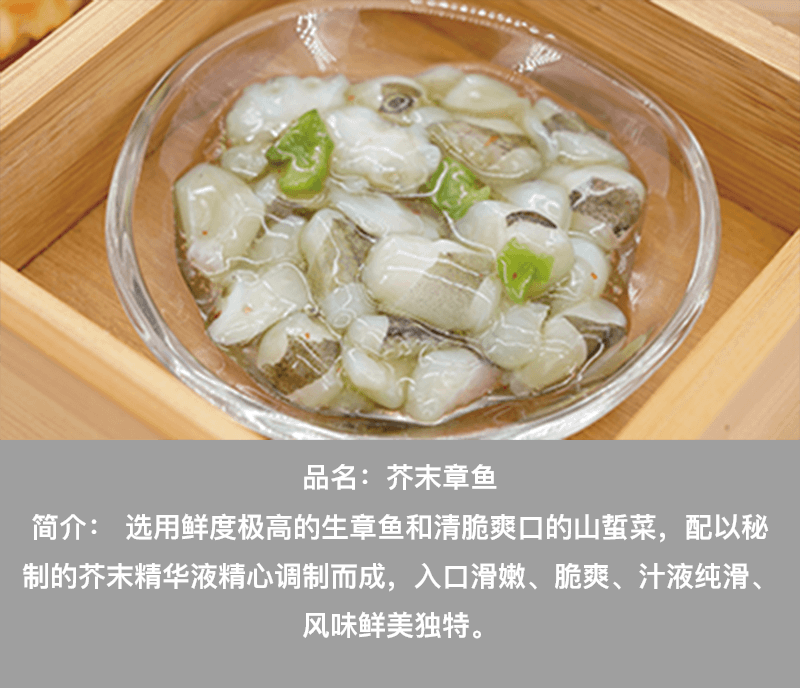 品名：芥末章鱼
简介： 选用鲜度极高的生章鱼和清脆爽口的山蜇菜，配以秘
制的芥末精华液精心调制而成，入口滑嫩、脆爽、汁液纯滑、
风味鲜美独特。